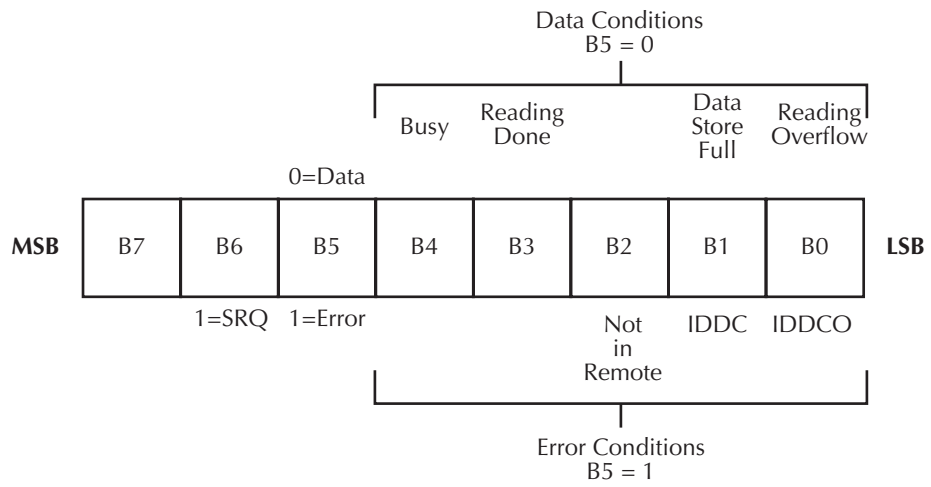 Data Conditions
B5 = 0
Busy
Reading
Done
Data
Store
Full
Reading
Overflow
0=Data
MSB
B7
B6
B5
B4
B3
B2
B1
B0
LSB
1=SRQ
1=Error
Not
in
Remote
IDDC
IDDCO
Error Conditions
B5 = 1